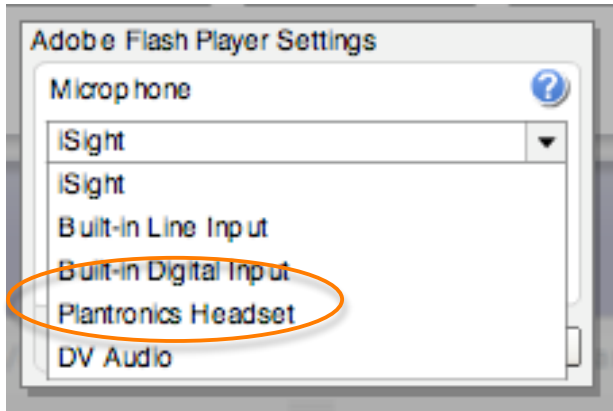 Adobe Flash Player Settings
Microphone
?
iSight
iSight
Built-in Line Input
Built-in Digital Input
Plantronics Headset
DV Audio